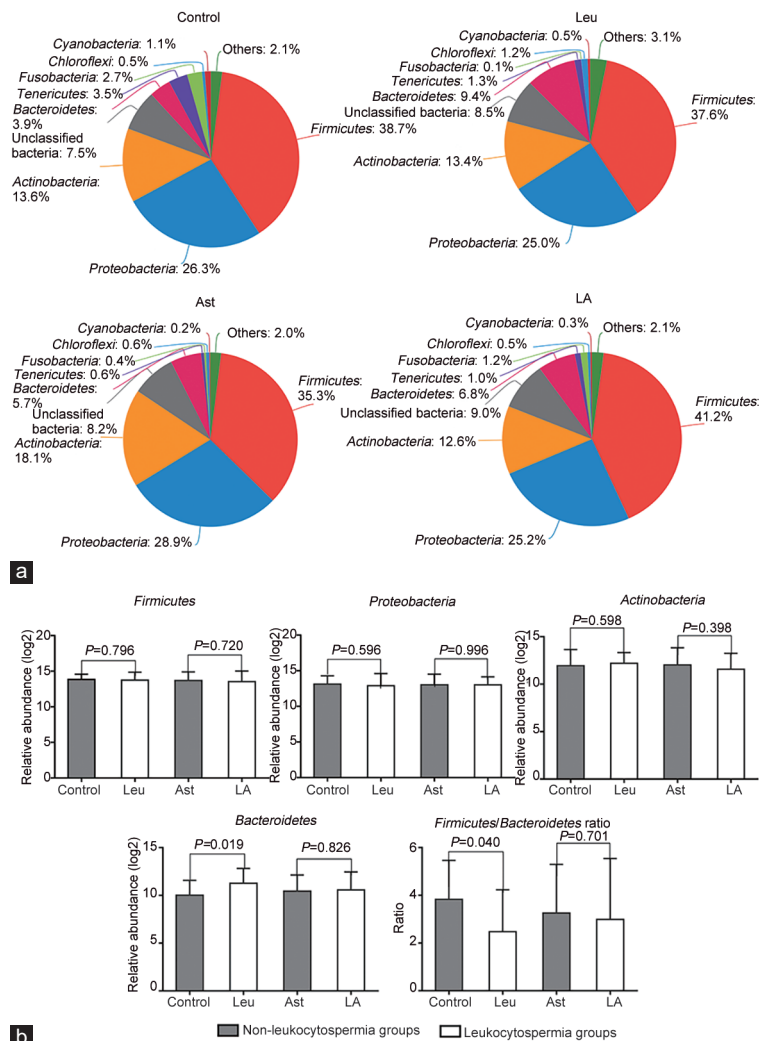 Control
Cyanobacteria: 1.1%
Others: 2.1%
Chloroflexi: 0.5%
Fusobacteria: 2.7%
Tenericutes: 3.5%
Bacteroidetes:
3.9%
Unclassified
bacteria: 7.5%
Actinobacteria:
13.6%
Firmicutes: 38.7%
Proteobacteria: 26.3%
Leu
Cyanobacteria: 0.5%
Others: 3.1%
Chloroflexi: 1.2%
Fusobacteria: 0.1%
Tenericutes: 1.3%
Bacteroidetes: 9.4%
Unclassified bacteria: 8.5%
Actinobacteria: 13.4%
Firmicutes:
37.6%
Proteobacteria: 25.0%
Ast
Cyanobacteria: 0.2%
Others: 2.0%
Chloroflexi: 0.6%
Fusobacteria: 0.4%
Tenericutes: 0.6%
Bacteroidetes:
5.7%
Unclassified
bacteria: 8.2%
Actinobacteria:
18.1%
Firmicutes:
35.3%
Proteobacteria: 28.9%
LA
Cyanobacteria: 0.3%
Others: 2.1%
Chloroflexi: 0.5%
Fusobacteria: 1.2%
Tenericutes: 1.0%
Bacteroidetes: 6.8%
Unclassified bacteria: 9.0%
Actinobacteria: 12.6%
Firmicutes:
41.2%
Proteobacteria: 25.2%
a
Firmicutes
Relative abundance (log2)
20
15
10
5
0
P=0.796
P=0.720
Control Leu Ast LA
Proteobacteria
Relative abundance (log2)
20
15
10
5
0
P=0.596
P=0.996
Control Leu Ast LA
Actinobacteria
Relative abundance (log2)
15
10
5
0
P=0.598
P=0.398
Control Leu Ast LA
Bacteroidetes
Relative abundance (log2)
15
10
5
0
P=0.019
P=0.826
Control Leu Ast LA
Firmicutes/Bacteroidetes ratio
Ratio
6
4
2
0
P=0.040
P=0.701
Control Leu Ast LA
b
Non-leukocytospermia groups
Leukocytospermia groups